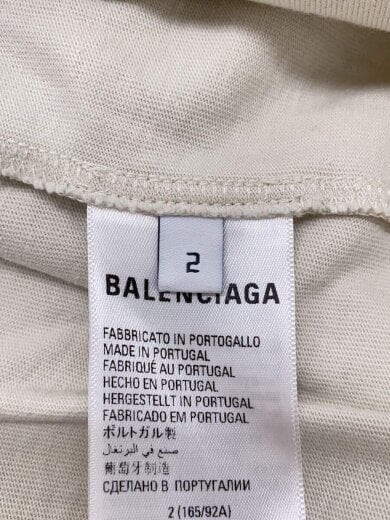 2
BALENCIAGA
FABBRICATO IN PORTOGALLO
MADE IN PORTUGAL
FABRIQUÉ AU PORTUGAL
HECHO EN PORTUGAL
HERGESTELLT IN PORTUGAL
FABRICADO EM PORTUGAL
ポルトガル製
صنع في البرتغال
葡萄牙制造
СДЕЛАНО В ПОРТУГАЛИИ
2 (165/92A)